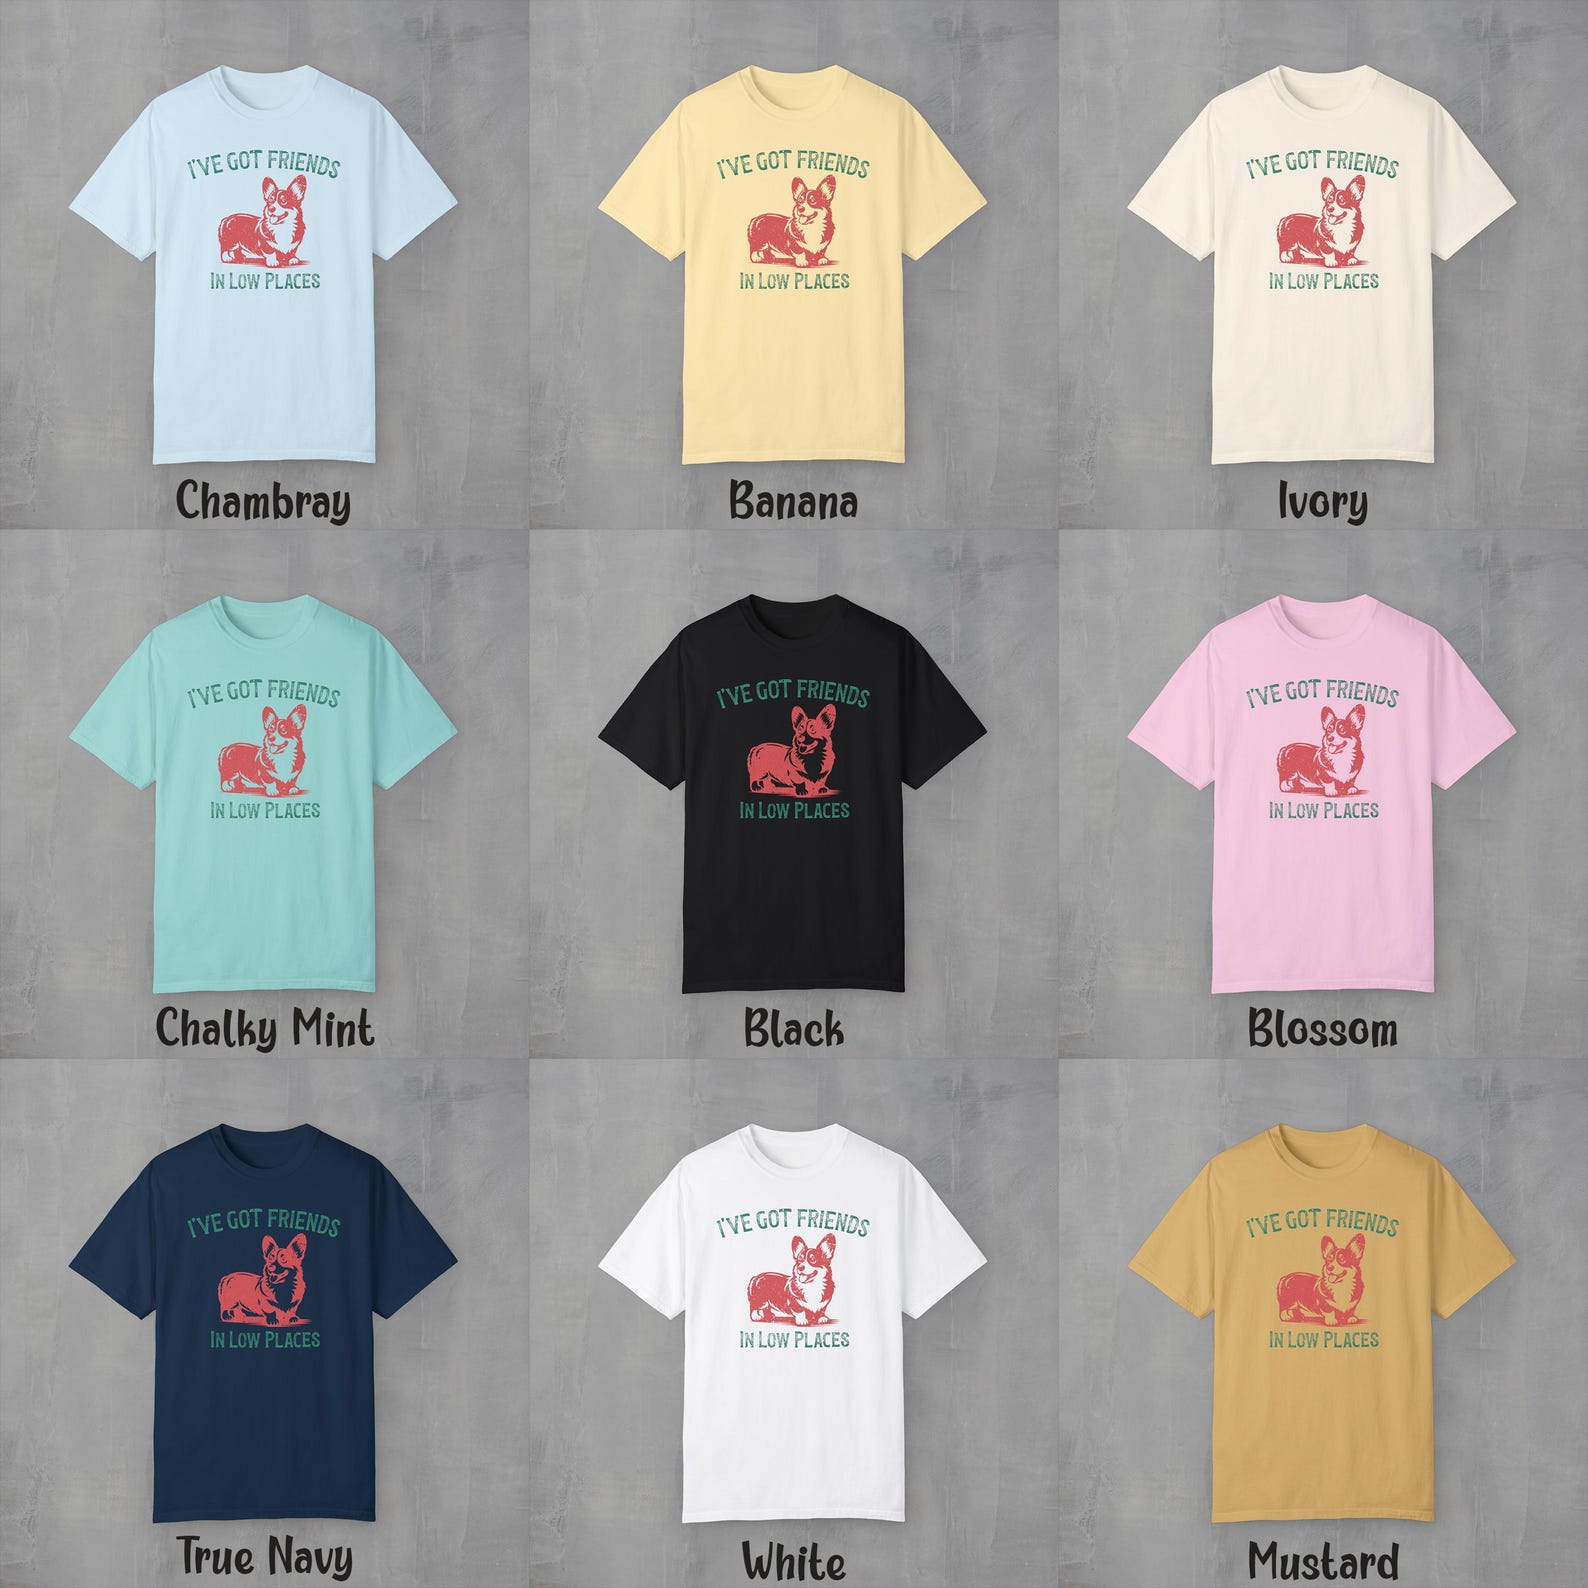 I'VE GOT FRIENDS
IN LOW PLACES
Chambray
I'VE GOT FRIENDS
IN LOW PLACES
Banana
I'VE GOT FRIENDS
IN LOW PLACES
Ivory
I'VE GOT FRIENDS
IN LOW PLACES
Chalky Mint
I'VE GOT FRIENDS
IN LOW PLACES
Black
I'VE GOT FRIENDS
IN LOW PLACES
Blossom
I'VE GOT FRIENDS
IN LOW PLACES
True Navy
I'VE GOT FRIENDS
IN LOW PLACES
White
I'VE GOT FRIENDS
IN LOW PLACES
Mustard